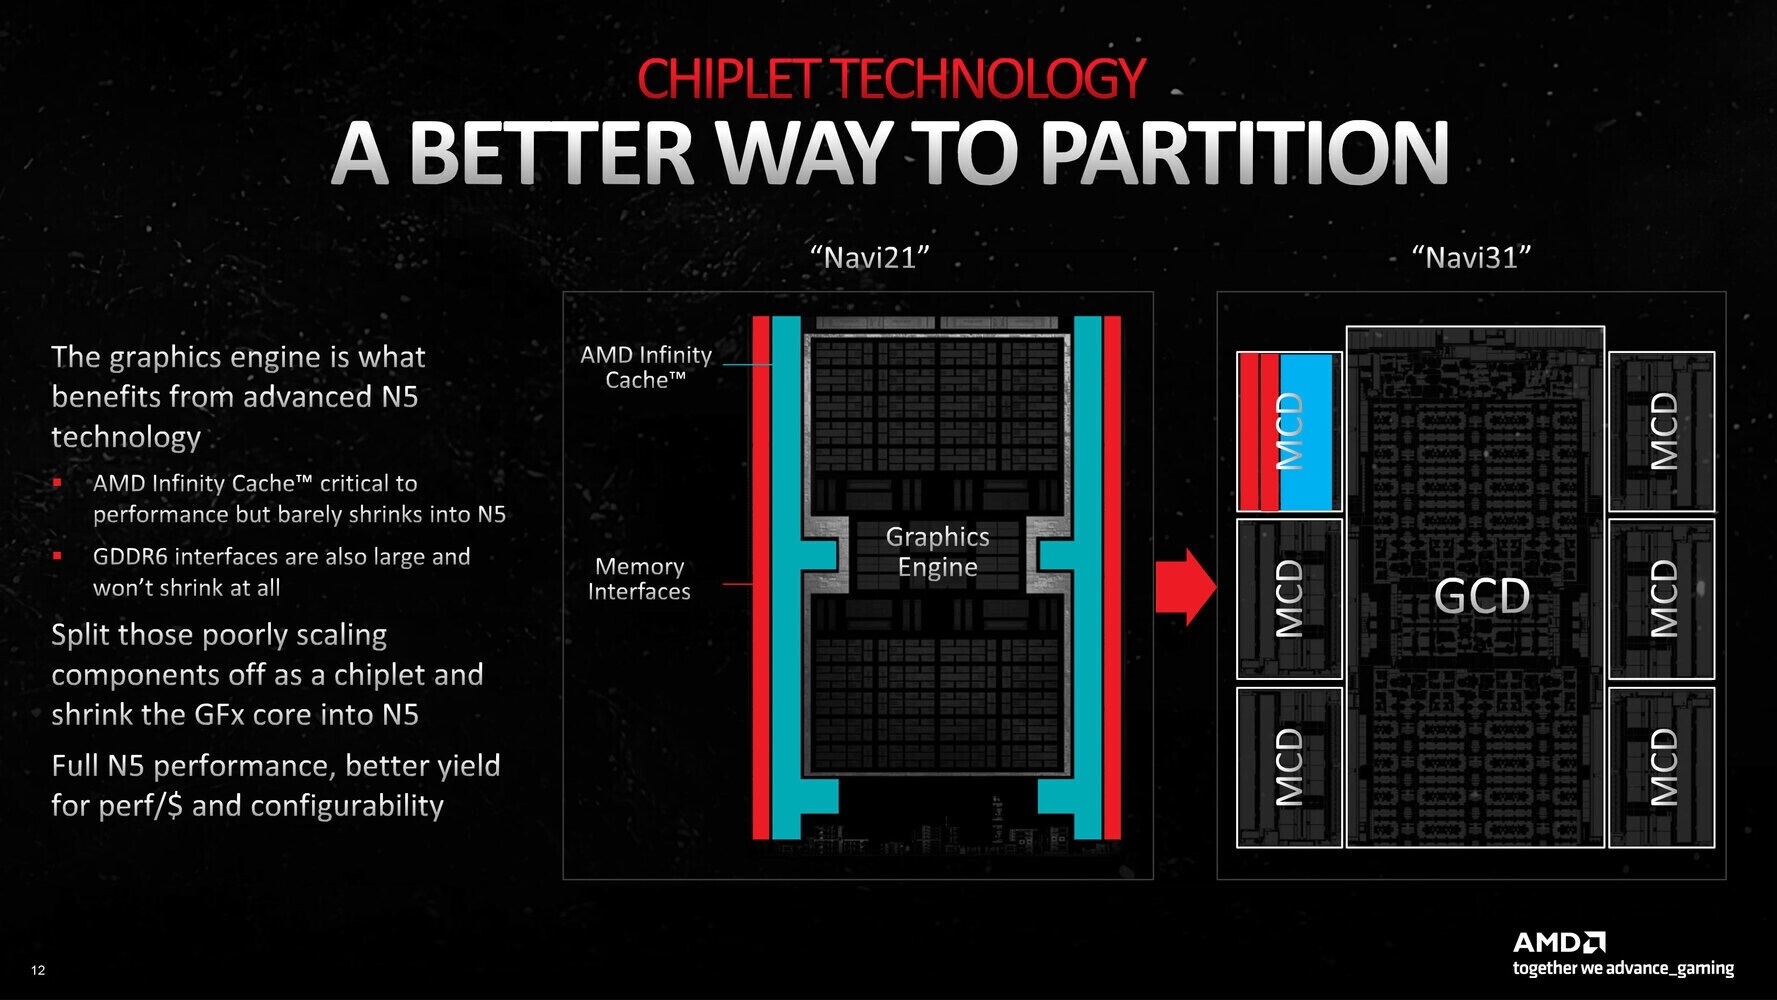 CHIPLET TECHNOLOGY
A BETTER WAY TO PARTITION
The graphics engine is what
benefits from advanced N5
technology
▪ AMD Infinity Cache™ critical to
performance but barely shrinks into N5
▪ GDDR6 interfaces are also large and
won’t shrink at all
Split those poorly scaling
components off as a chiplet and
shrink the GFx core into N5
Full N5 performance, better yield
for perf/$ and configurability
“Navi21”
AMD Infinity
Cache™
Memory
Interfaces
Graphics
Engine
“Navi31”
MCD
MCD
MCD
GCD
MCD
MCD
MCD
AMD
together we advance_gaming
12